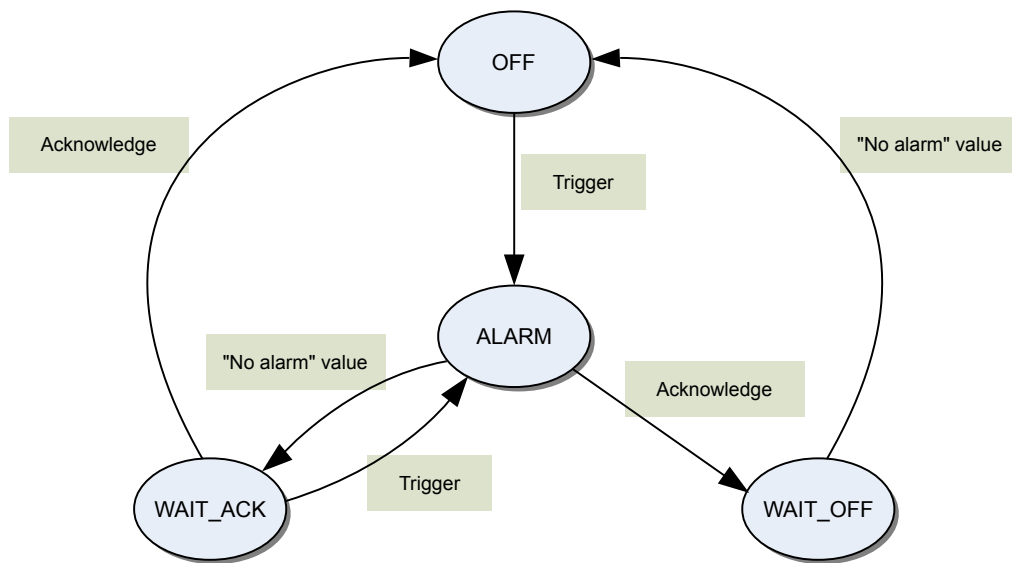 OFF
Acknowledge
"No alarm" value
Trigger
ALARM
"No alarm" value
Acknowledge
Trigger
WAIT_ACK
WAIT_OFF